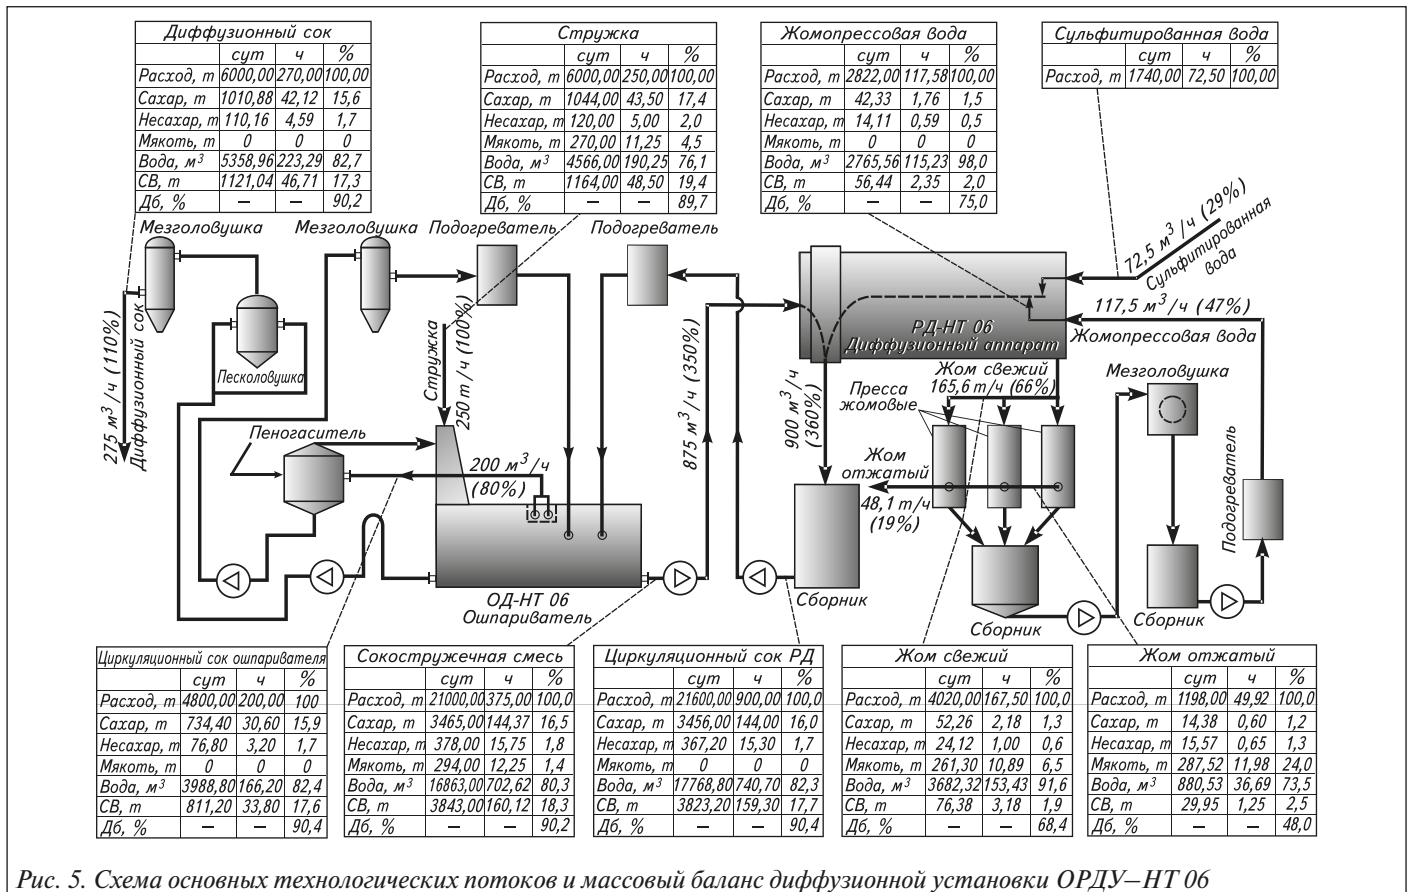 Диффузионный сок
сут ч %
Расход, т 6000,00 270,00 100,00
Сахар, т 1010,88 42,12 15,6
Несахар, т 110,16 4,59 1,7
Мякоть, т 0 0 0
Вода, м³ 5358,96 223,29 82,7
СВ, т 1121,04 46,71 17,3
Дб, % — — 90,2
Стружка
сут ч %
Расход, т 6000,00 250,00 100,00
Сахар, т 1044,00 43,50 17,4
Несахар, т 120,00 5,00 2,0
Мякоть, т 270,00 11,25 4,5
Вода, м³ 4566,00 190,25 76,1
СВ, т 1164,00 48,50 19,4
Дб, % — — 89,7
Жомопрессовая вода
сут ч %
Расход, т 2822,00 117,58 100,00
Сахар, т 42,33 1,76 1,5
Несахар, т 14,11 0,59 0,5
Мякоть, т 0 0 0
Вода, м³ 2765,56 115,23 98,0
СВ, т 56,44 2,35 2,0
Дб, % — — 75,0
Сульфитированная вода
сут ч %
Расход, т 1740,00 72,50 100,00
Мезголовушка
Мезголовушка
Подогреватель
Подогреватель
72,5 м³/ч (29%)
Сульфитированная
вода
117,5 м³/ч (47%)
Жомопрессовая вода
РД-НТ 06
Диффузионный аппарат
275 м³/ч (110%)
Диффузионный сок
Песколовушка
Стружка
250 т/ч (100%)
875 м³/ч (350%)
900 м³/ч
(360%)
Жом свежий
165,6 т/ч (66%)
Пресса
жомовые
Мезголовушка
Пеногаситель
200 м³/ч
(80%)
Жом
отжатый
48,1 т/ч
(19%)
Подогреватель
ОД-НТ 06
Ошпариватель
Сборник
Сборник
Сборник
Циркуляционный сок ошпаривателя
сут ч %
Расход, т 4800,00 200,00 100
Сахар, т 734,40 30,60 15,9
Несахар, т 76,80 3,20 1,7
Мякоть, т 0 0 0
Вода, м³ 3988,80 166,20 82,4
СВ, т 811,20 33,80 17,6
Дб, % — — 90,4
Сокостружечная смесь
сут ч %
Расход, т 21000,00 375,00 100,0
Сахар, т 3465,00 144,37 16,5
Несахар, т 378,00 15,75 1,8
Мякоть, т 294,00 12,25 1,4
Вода, м³ 16863,00 702,62 80,3
СВ, т 3843,00 160,12 18,3
Дб, % — — 90,2
Циркуляционный сок РД
сут ч %
Расход, т 21600,00 900,00 100,0
Сахар, т 3456,00 144,00 16,0
Несахар, т 367,20 15,30 1,7
Мякоть, т 0 0 0
Вода, м³ 17768,80 740,70 82,3
СВ, т 3823,20 159,30 17,7
Дб, % — — 90,4
Жом свежий
сут ч %
Расход, т 4020,00 167,50 100,0
Сахар, т 52,26 2,18 1,3
Несахар, т 24,12 1,00 0,6
Мякоть, т 261,30 10,89 6,5
Вода, м³ 3682,32 153,43 91,6
СВ, т 76,38 3,18 1,9
Дб, % — — 68,4
Жом отжатый
сут ч %
Расход, т 1198,00 49,92 100,0
Сахар, т 14,38 0,60 1,2
Несахар, т 15,57 0,65 1,3
Мякоть, т 287,52 11,98 24,0
Вода, м³ 880,53 36,69 73,5
СВ, т 29,95 1,25 2,5
Дб, % — — 48,0
Рис. 5. Схема основных технологических потоков и массовый баланс диффузионной установки ОРДУ–НТ 06